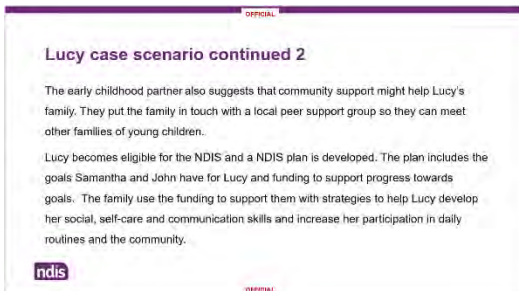 OFFICIAL
Lucy case scenario continued 2
The early childhood partner also suggests that community support might help Lucy's
family. They put the family in touch with a local peer support group so they can meet
other families of young children.
Lucy becomes eligible for the NDIS and a NDIS plan is developed. The plan includes the
goals Samantha and John have for Lucy and funding to support progress towards
goals. The family use the funding to support them with strategies to help Lucy develop
her social, self-care and communication skills and increase her participation in daily
routines and the community.
ndis
OFFICIAL